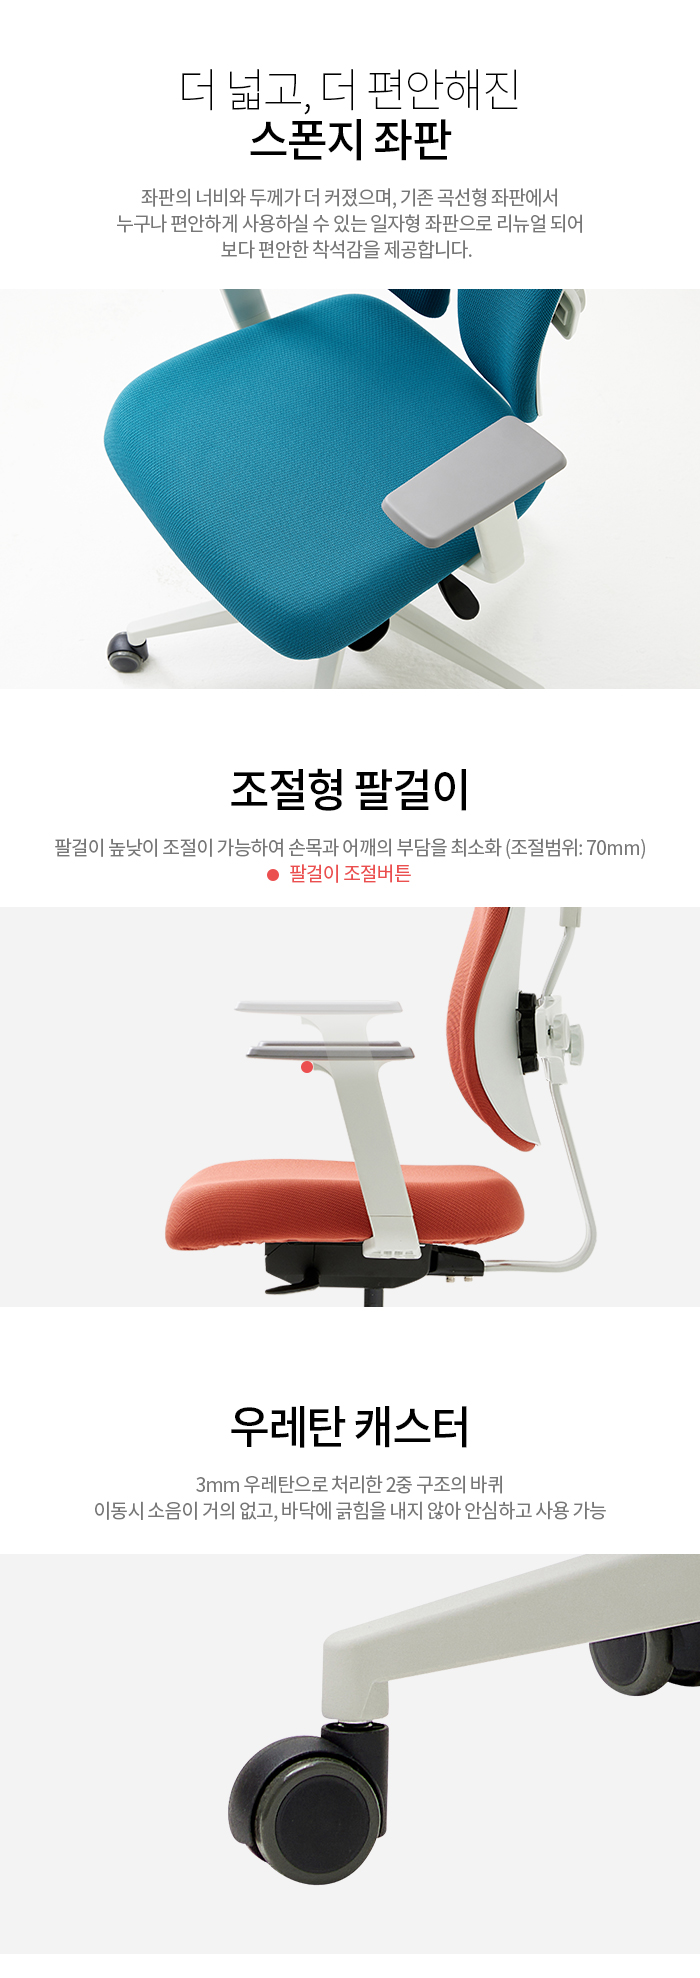 더 넓고, 더 편안해진
스폰지 좌판
좌판의 너비와 두께가 더 커졌으며, 기존 곡선형 좌판에서
누구나 편안하게 사용하실 수 있는 일자형 좌판으로 리뉴얼 되어
보다 편안한 착석감을 제공합니다.
조절형 팔걸이
팔걸이 높낮이 조절이 가능하여 손목과 어깨의 부담을 최소화 (조절범위: 70mm)
팔걸이 조절버튼
우레탄 캐스터
3mm 우레탄으로 처리한 2중 구조의 바퀴
이동시 소음이 거의 없고, 바닥에 긁힘을 내지 않아 안심하고 사용 가능